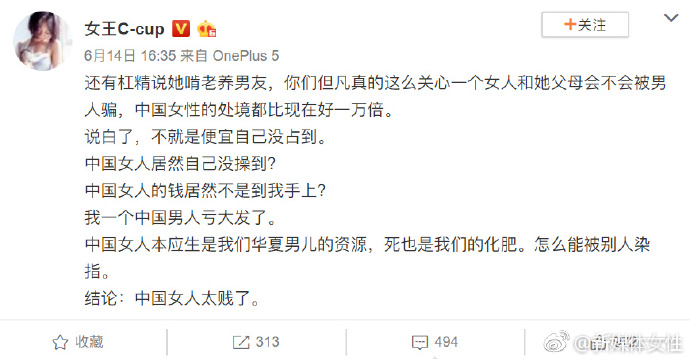 女王C-cup
+关注
6月14日 16:35 来自 OnePlus 5
还有杠精说她啃老养男友，你们但凡真的这么关心一个女人和她父母会不会被男
人骗，中国女性的处境都比现在好一万倍。
说白了，不就是便宜自己没占到。
中国女人居然自己没操到？
中国女人的钱居然不是到我手上？
我一个中国男人亏大发了。
中国女人本应生是我们华夏男儿的资源，死也是我们的化肥。怎么能被别人染
指。
结论：中国女人太贱了。
收藏
313
494
@新媒体女性